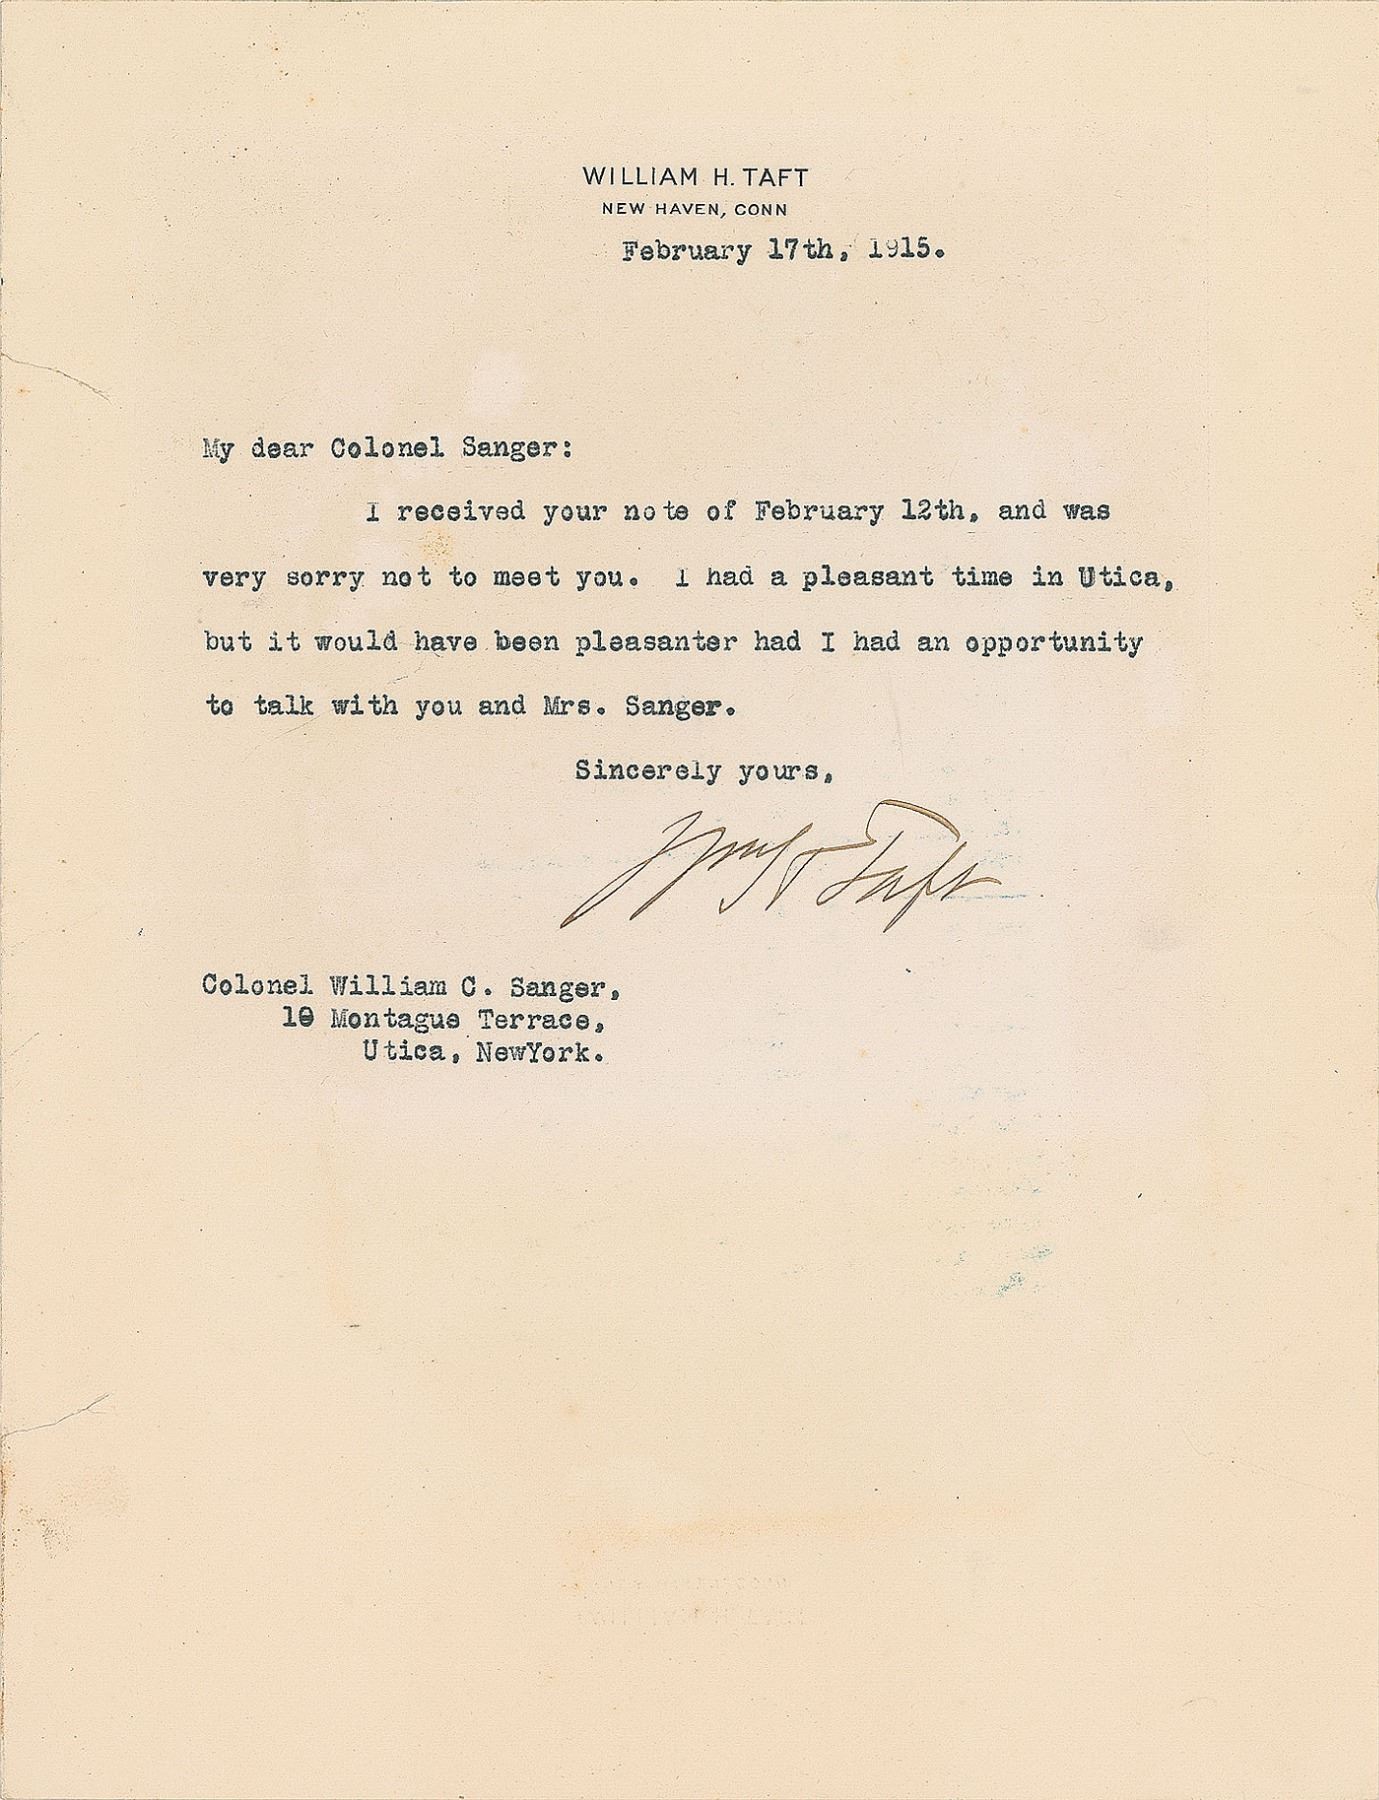 WILLIAM H. TAFT
NEW HAVEN, CONN
February 17th, 1915.
My dear Colonel Sanger:
I received your note of February 12th, and was
very sorry not to meet you. I had a pleasant time in Utica,
but it would have been pleasanter had I had an opportunity
to talk with you and Mrs. Sanger.
Sincerely yours,
Wm H Taft
Colonel William C. Sanger,
10 Montague Terrace,
Utica, NewYork.